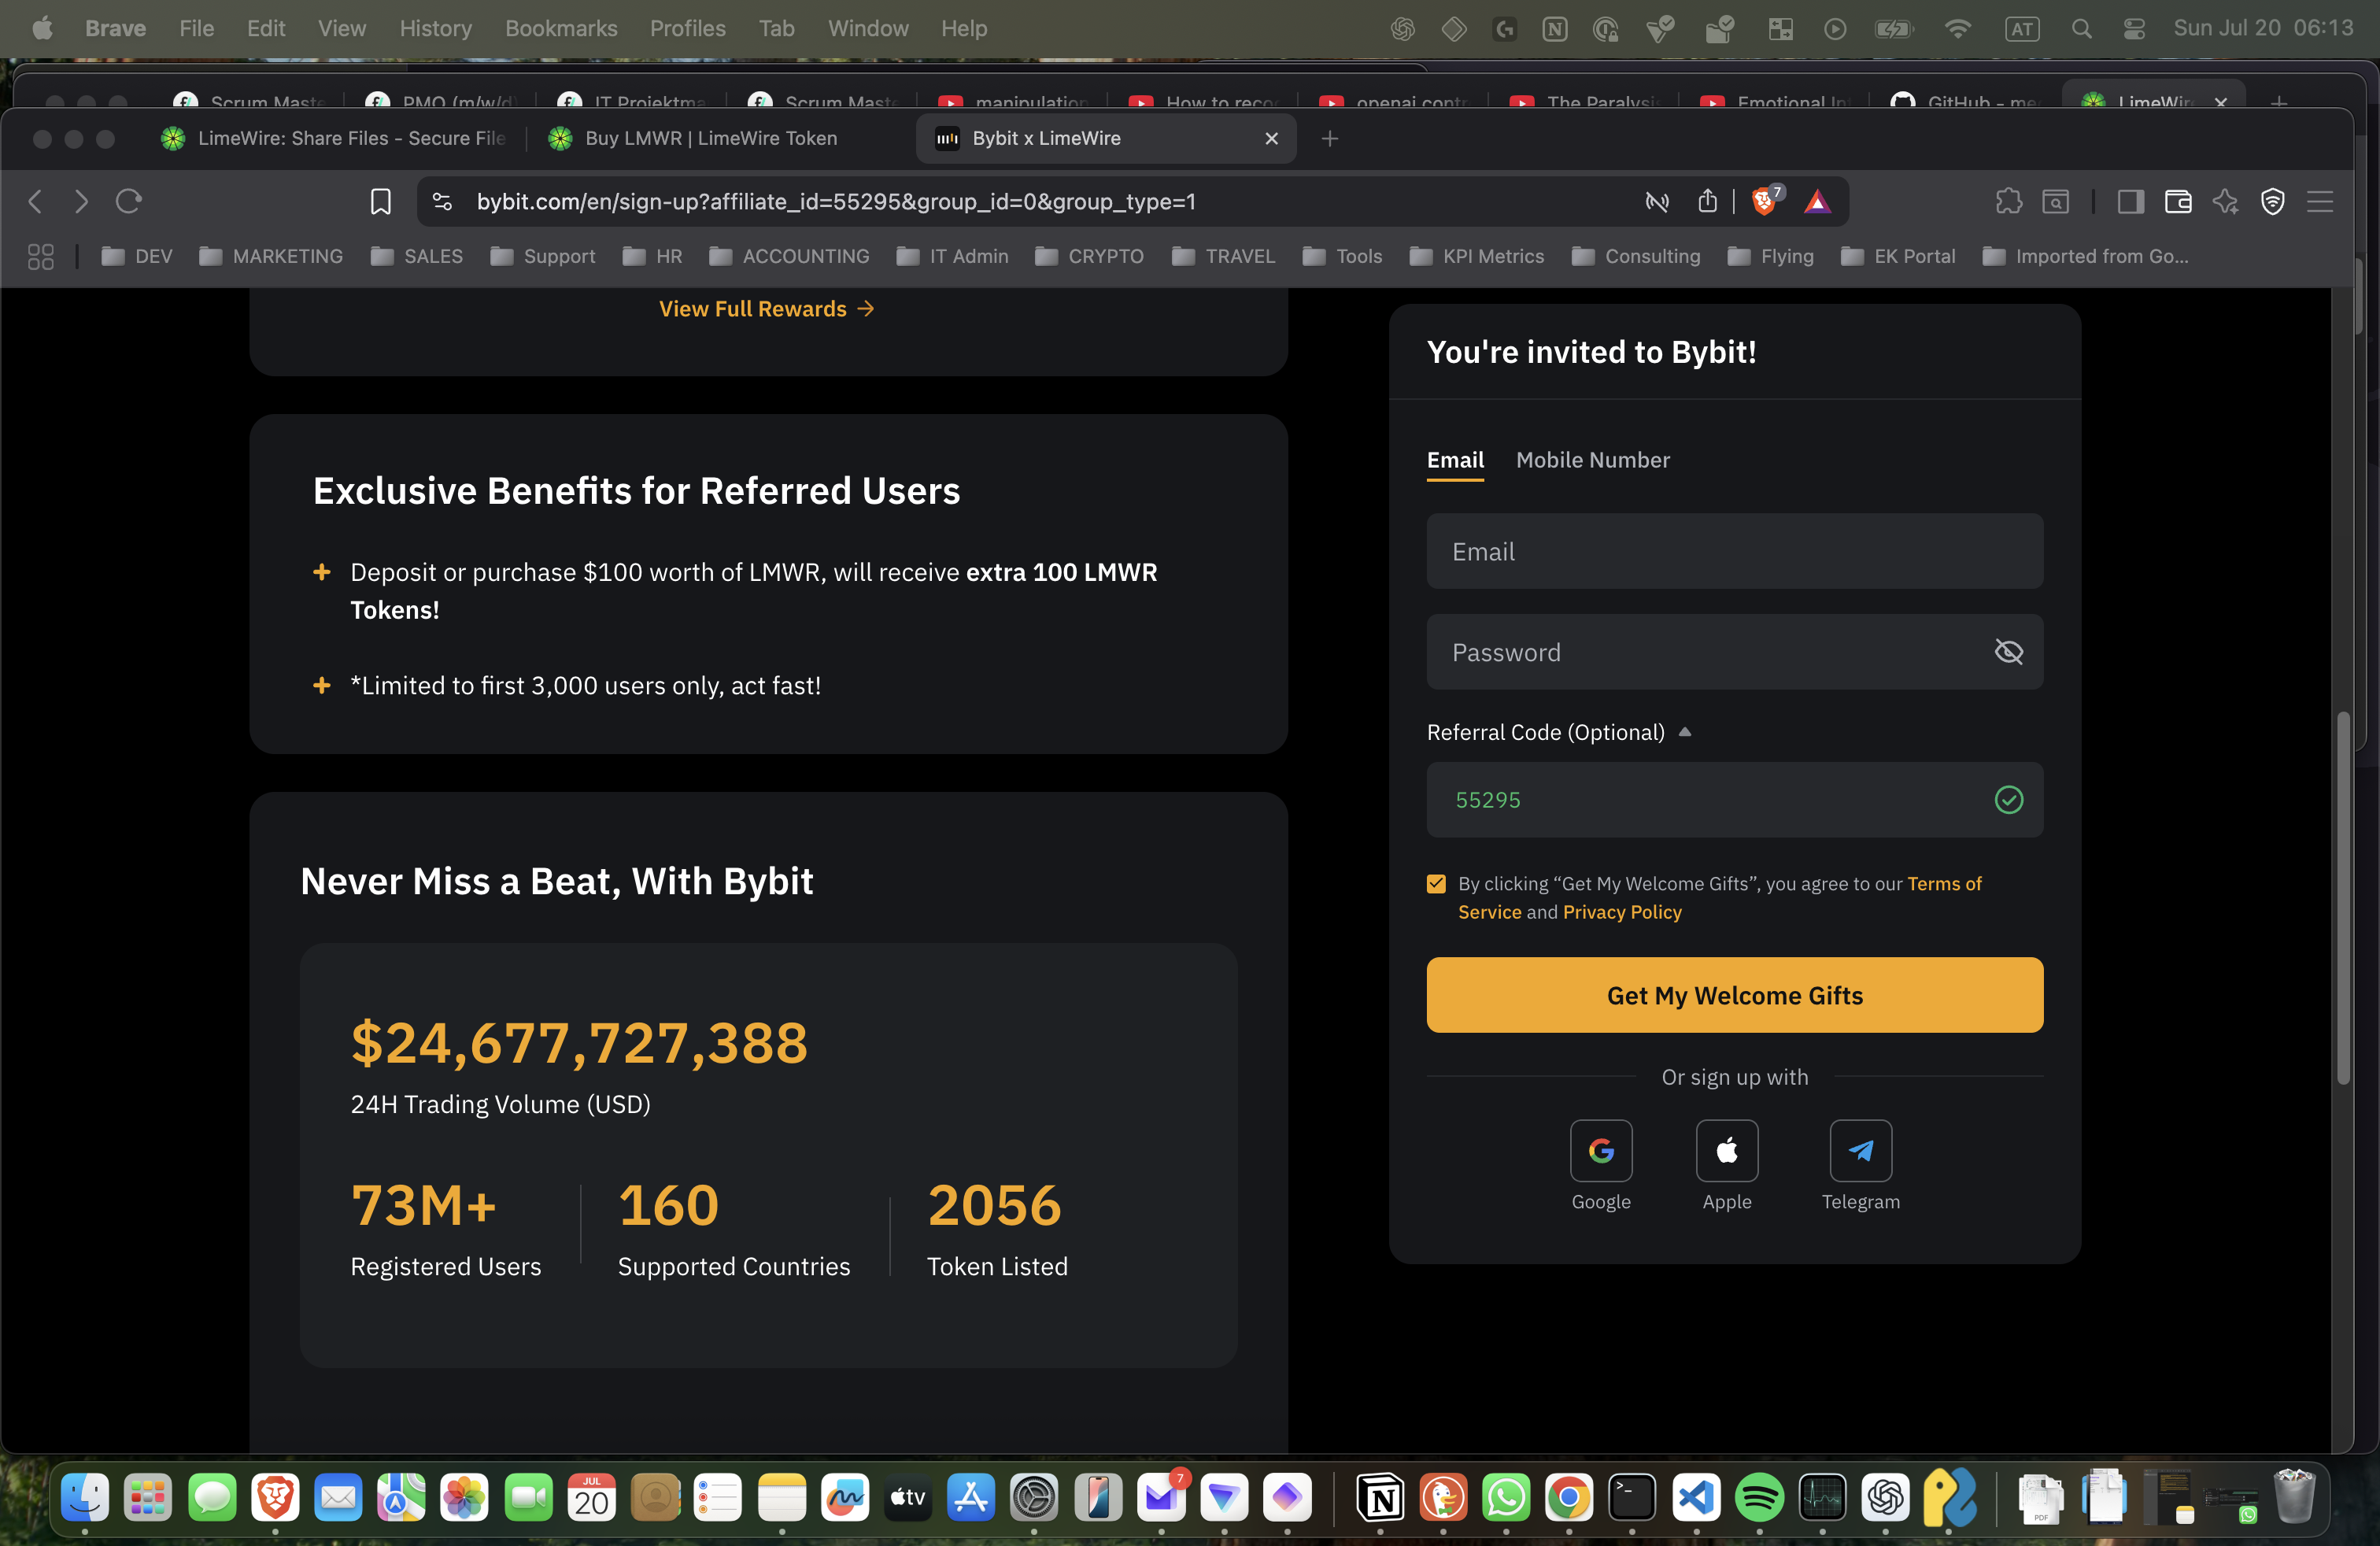 Brave File Edit View History Bookmarks Profiles Tab Window Help AT Sun Jul 20 06:13
Scrum Maste PMO (m/w/d) IT Projektma Scrum Maste manipulation How to reco openai contr The Paralysis Emotional Int GitHub - me LimeWire
LimeWire: Share Files - Secure File Buy LMWR | LimeWire Token Bybit x LimeWire
bybit.com/en/sign-up?affiliate_id=55295&group_id=0&group_type=1 7
DEV MARKETING SALES Support HR ACCOUNTING IT Admin CRYPTO TRAVEL Tools KPI Metrics Consulting Flying EK Portal Imported from Go...
View Full Rewards →
Exclusive Benefits for Referred Users
Deposit or purchase $100 worth of LMWR, will receive extra 100 LMWR
Tokens!
*Limited to first 3,000 users only, act fast!
Never Miss a Beat, With Bybit
$24,677,727,388
24H Trading Volume (USD)
73M+ 160 2056
Registered Users Supported Countries Token Listed
You're invited to Bybit!
Email Mobile Number
Email
Password
Referral Code (Optional)
55295
By clicking “Get My Welcome Gifts”, you agree to our Terms of
Service and Privacy Policy
Get My Welcome Gifts
Or sign up with
Google Apple Telegram
JUL
20
tv
7
PDF